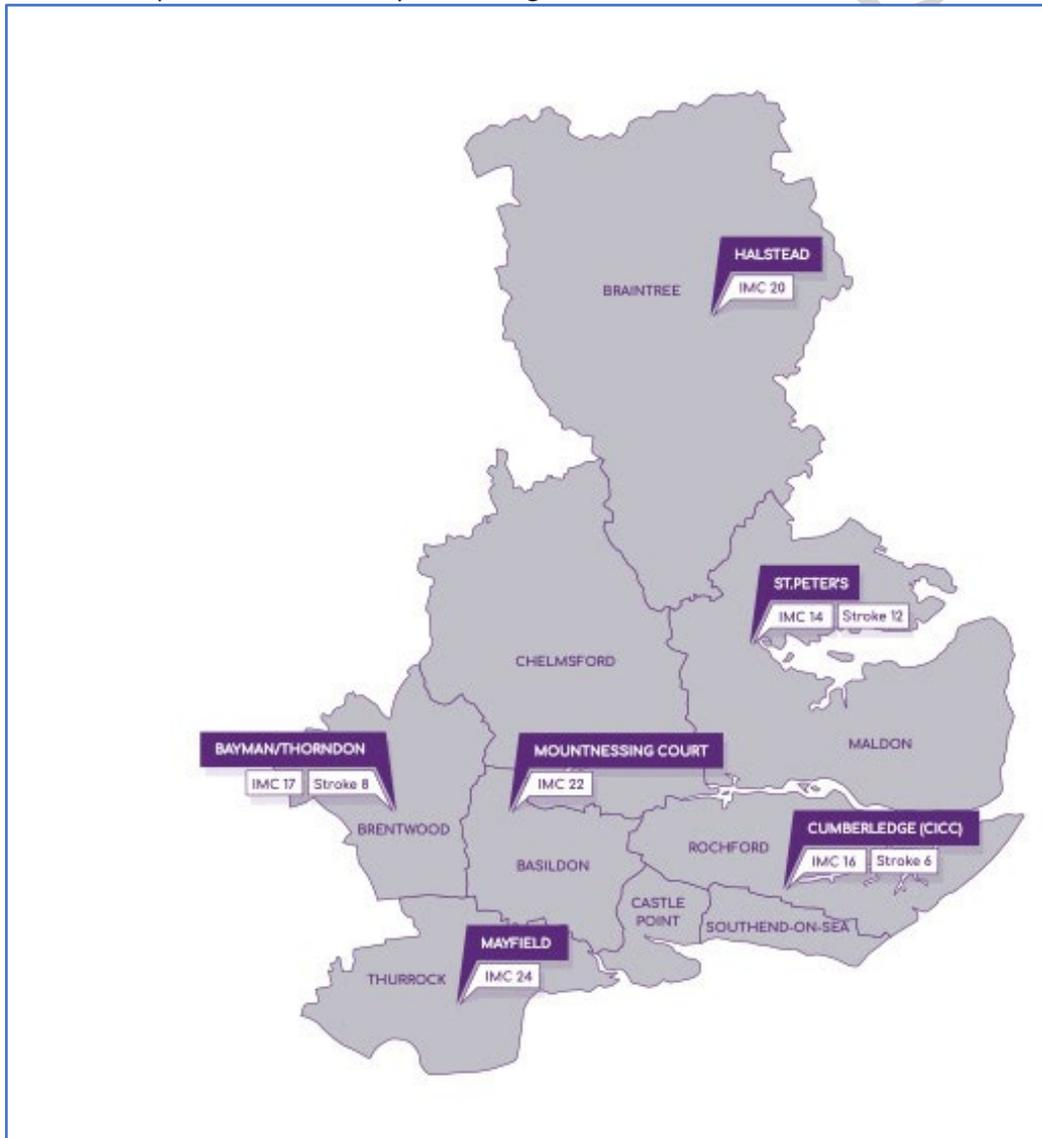 HALSTEAD
IMC 20
BRAINTREE
ST.PETER'S
IMC 14 Stroke 12
CHELMSFORD
MALDON
BAYMAN/THORNDON
IMC 17 Stroke 8
BRENTWOOD
MOUNTNESSING COURT
IMC 22
BASILDON
CUMBERLEDGE (CICC)
IMC 16 Stroke 6
ROCHFORD
CASTLE
POINT
SOUTHEND-ON-SEA
MAYFIELD
IMC 24
THURROCK